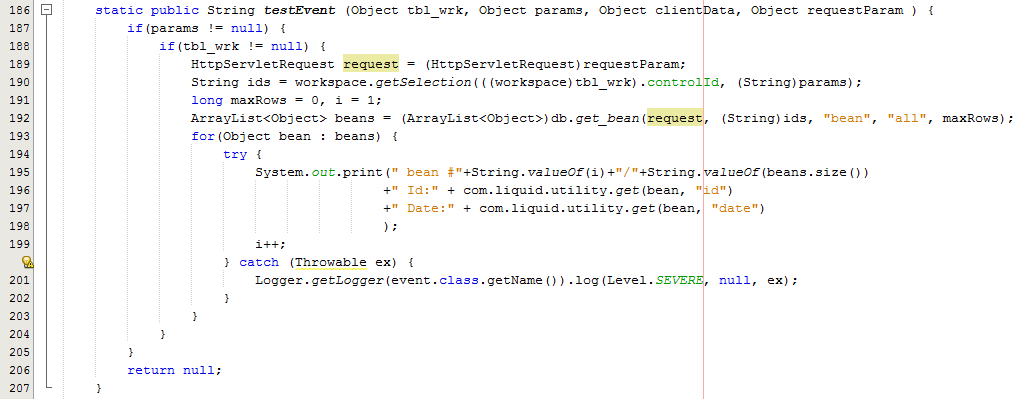 186 static public String testEvent (Object tbl_wrk, Object params, Object clientData, Object requestParam ) {
187 if(params != null) {
188 if(tbl_wrk != null) {
189 HttpServletRequest request = (HttpServletRequest)requestParam;
190 String ids = workspace.getSelection(((workspace)tbl_wrk).controlId, (String)params);
191 long maxRows = 0, i = 1;
192 ArrayList<Object> beans = (ArrayList<Object>)db.get_bean(request, (String)ids, "bean", "all", maxRows);
193 for(Object bean : beans) {
194 try {
195 System.out.print(" bean #"+String.valueOf(i)+"/"+String.valueOf(beans.size())
196 +" Id:" + com.liquid.utility.get(bean, "id")
197 +" Date:" + com.liquid.utility.get(bean, "date")
198 );
199 i++;
} catch (Throwable ex) {
201 Logger.getLogger(event.class.getName()).log(Level.SEVERE, null, ex);
202 }
203 }
204 }
205 }
206 return null;
207 }